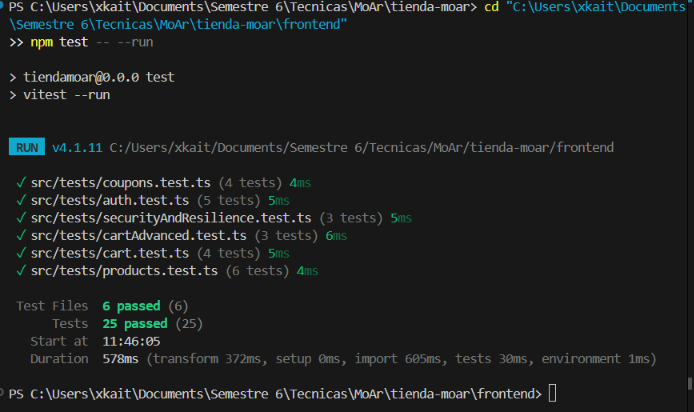 PS C:\Users\xkait\Documents\Semestre 6\Tecnicas\MoAr\tienda-moar> cd "C:\Users\xkait\Documents
\Semestre 6\Tecnicas\MoAr\tienda-moar\frontend"
>> npm test -- --run
> tiendamoar@0.0.0 test
> vitest --run
RUN v4.1.11 C:/Users/xkait/Documents/Semestre 6/Tecnicas/MoAr/tienda-moar/frontend
✓ src/tests/coupons.test.ts (4 tests) 4ms
✓ src/tests/auth.test.ts (5 tests) 5ms
✓ src/tests/securityAndResilience.test.ts (3 tests) 5ms
✓ src/tests/cartAdvanced.test.ts (3 tests) 6ms
✓ src/tests/cart.test.ts (4 tests) 5ms
✓ src/tests/products.test.ts (6 tests) 4ms
Test Files 6 passed (6)
Tests 25 passed (25)
Start at 11:46:05
Duration 578ms (transform 372ms, setup 0ms, import 605ms, tests 30ms, environment 1ms)
PS C:\Users\xkait\Documents\Semestre 6\Tecnicas\MoAr\tienda-moar\frontend>